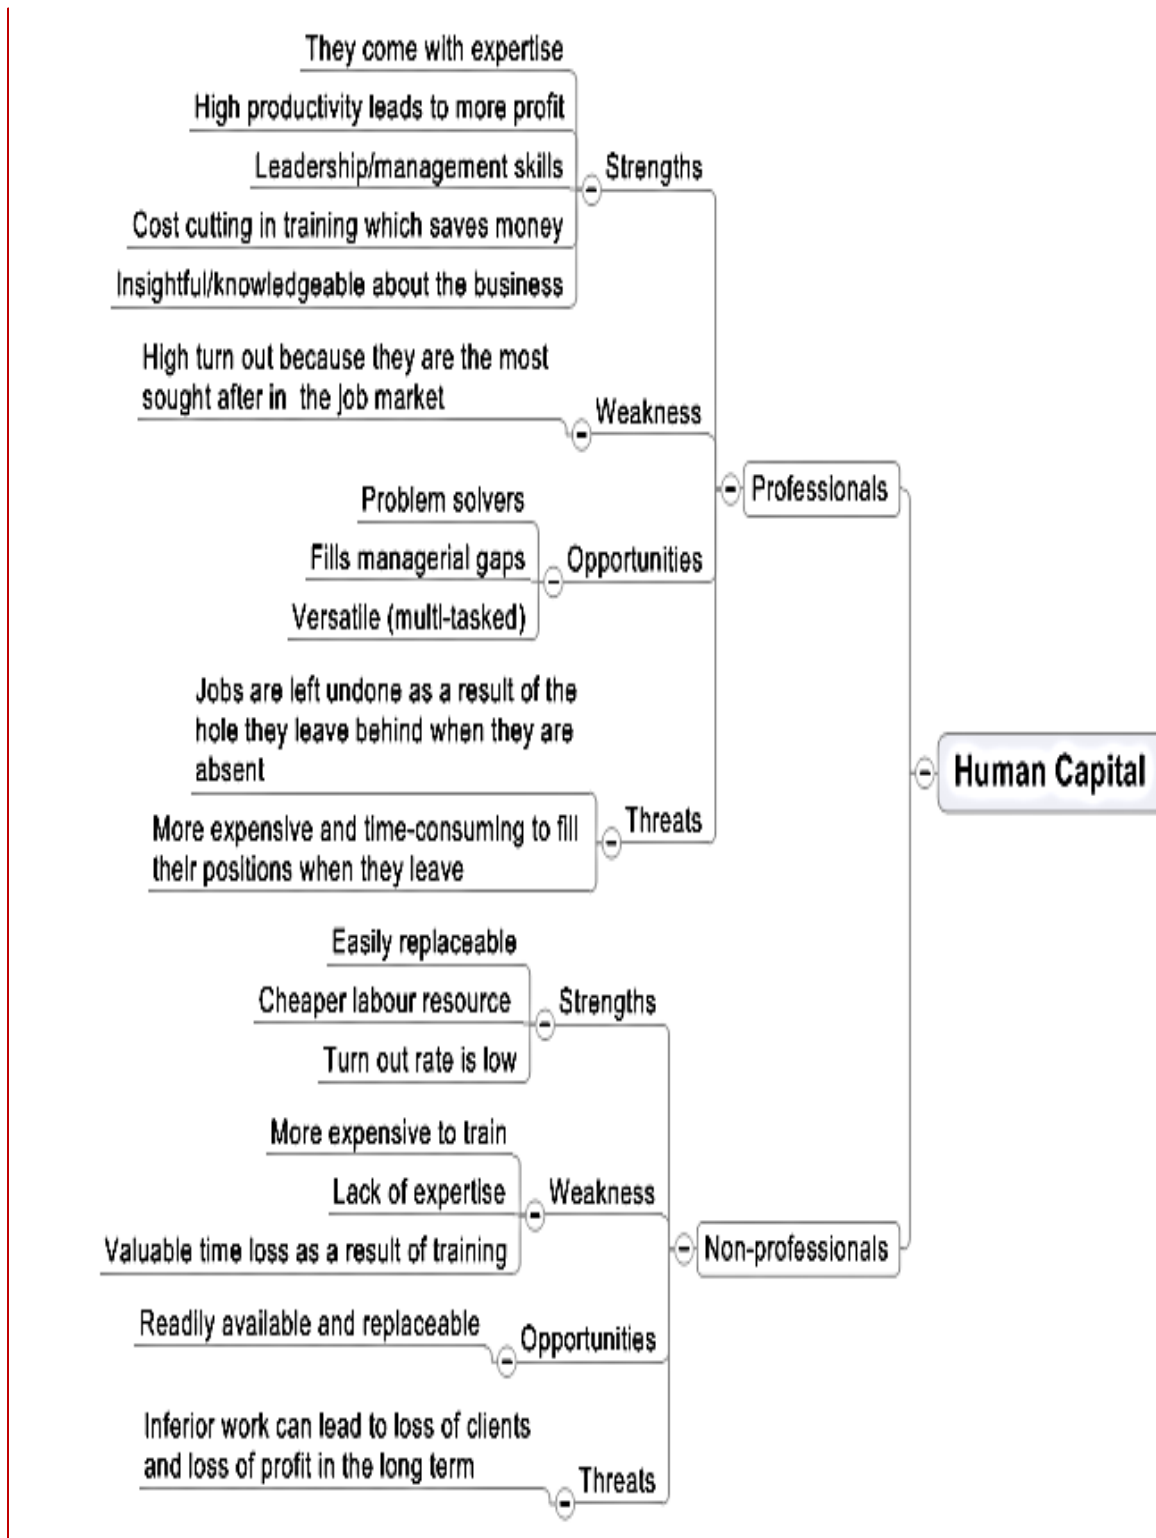 They come with expertise
High productivity leads to more profit
Leadership/management skills
Strengths
Cost cutting in training which saves money
Insightful/knowledgeable about the business
High turn out because they are the most
sought after in the job market
Weakness
Professionals
Problem solvers
Fills managerial gaps
Opportunities
Versatile (multi-tasked)
Jobs are left undone as a result of the
hole they leave behind when they are
absent
Human Capital
Threats
More expensive and time-consuming to fill
their positions when they leave
Easily replaceable
Cheaper labour resource
Strengths
Turn out rate is low
More expensive to train
Lack of expertise
Weakness
Valuable time loss as a result of training
Non-professionals
Readily available and replaceable
Opportunities
Inferior work can lead to loss of clients
and loss of profit in the long term
Threats